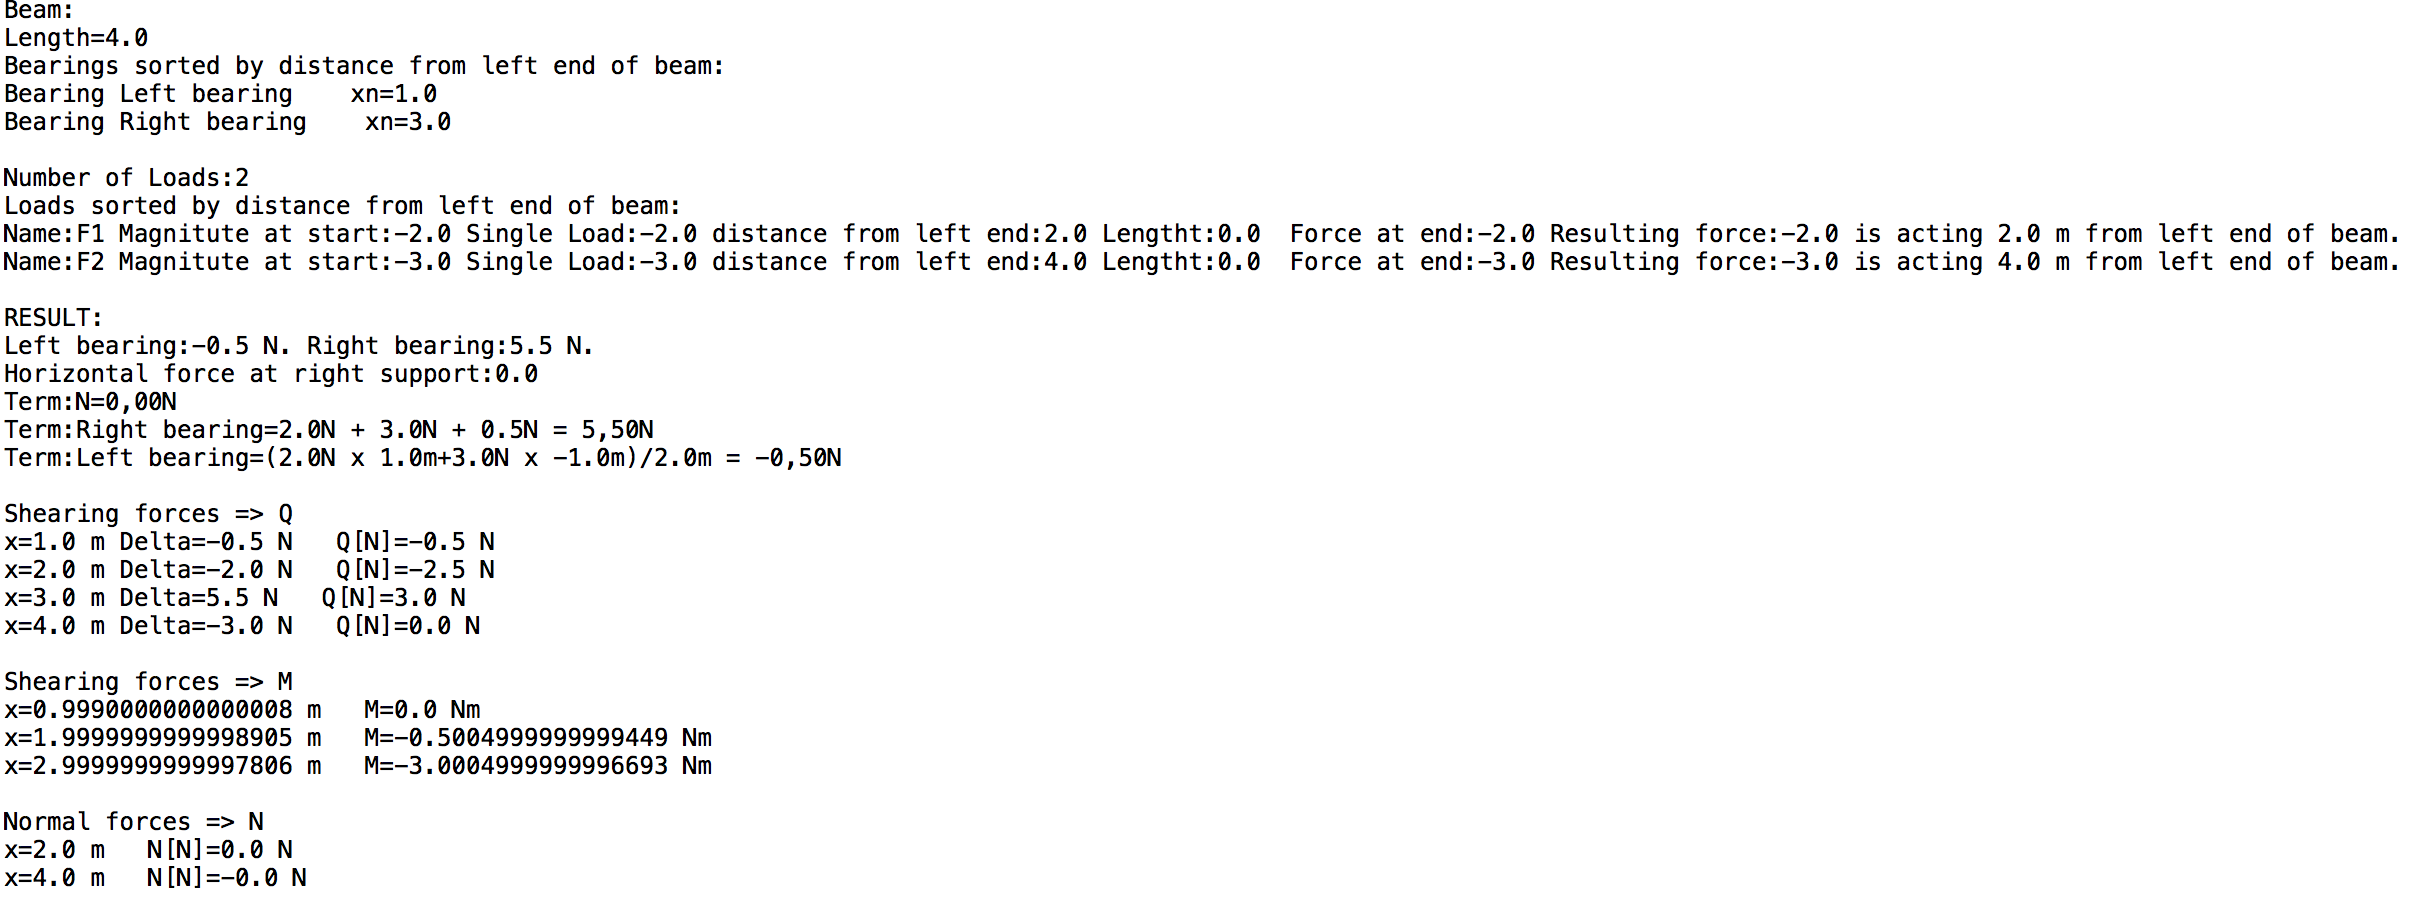 Beam:
Length=4.0
Bearings sorted by distance from left end of beam:
Bearing Left bearing    xn=1.0
Bearing Right bearing    xn=3.0

Number of Loads:2
Loads sorted by distance from left end of beam:
Name:F1 Magnitute at start:-2.0 Single Load:-2.0 distance from left end:2.0 Lengtht:0.0  Force at end:-2.0 Resulting force:-2.0 is acting 2.0 m from left end of beam.
Name:F2 Magnitute at start:-3.0 Single Load:-3.0 distance from left end:4.0 Lengtht:0.0  Force at end:-3.0 Resulting force:-3.0 is acting 4.0 m from left end of beam.

RESULT:
Left bearing:-0.5 N. Right bearing:5.5 N.
Horizontal force at right support:0.0
Term:N=0,00N
Term:Right bearing=2.0N + 3.0N + 0.5N = 5,50N
Term:Left bearing=(2.0N x 1.0m+3.0N x -1.0m)/2.0m = -0,50N

Shearing forces => Q
x=1.0 m Delta=-0.5 N   Q[N]=-0.5 N
x=2.0 m Delta=-2.0 N   Q[N]=-2.5 N
x=3.0 m Delta=5.5 N   Q[N]=3.0 N
x=4.0 m Delta=-3.0 N   Q[N]=0.0 N

Shearing forces => M
x=0.9990000000000008 m   M=0.0 Nm
x=1.9999999999998905 m   M=-0.5004999999999449 Nm
x=2.9999999999997806 m   M=-3.0004999999996693 Nm

Normal forces => N
x=2.0 m   N[N]=0.0 N
x=4.0 m   N[N]=-0.0 N